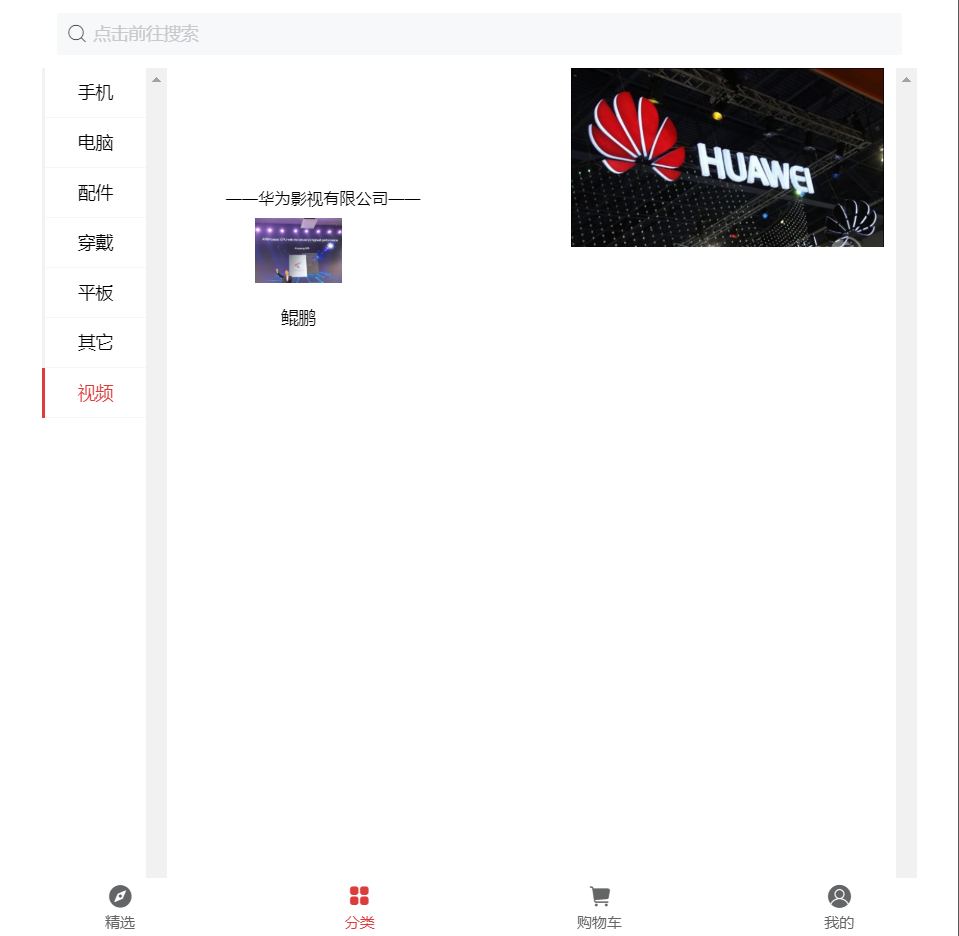 点击前往搜索
手机
电脑
配件
穿戴
平板
其它
视频
HUAWEI
——华为影视有限公司——
鲲鹏
精选
分类
购物车
我的